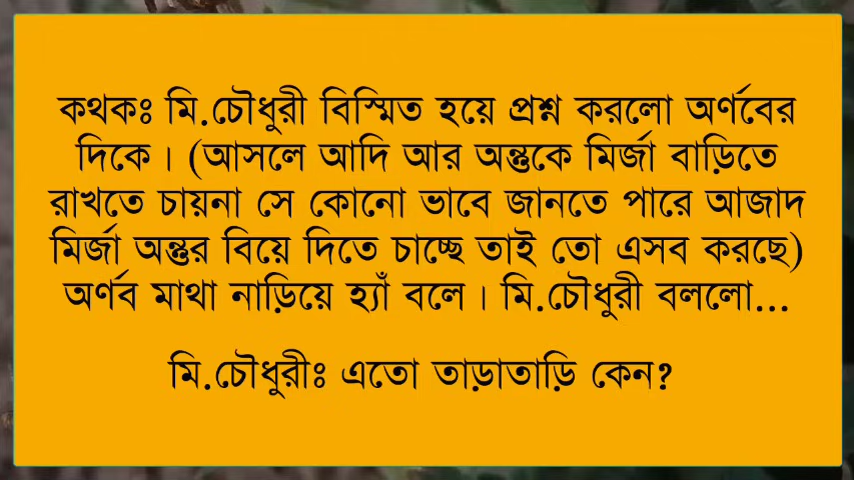 কথকঃ মি.চৌধুরী বিস্মিত হয়ে প্রশ্ন করলো অর্ণবের
দিকে। (আসলে আদি আর অন্তুকে মির্জা বাড়িতে
রাখতে চায়না সে কোনো ভাবে জানতে পারে আজাদ
মির্জা অন্তুর বিয়ে দিতে চাচ্ছে তাই তো এসব করছে)
অর্ণব মাথা নাড়িয়ে হ্যাঁ বলে। মি.চৌধুরী বললো...
মি.চৌধুরীঃ এতো তাড়াতাড়ি কেন?